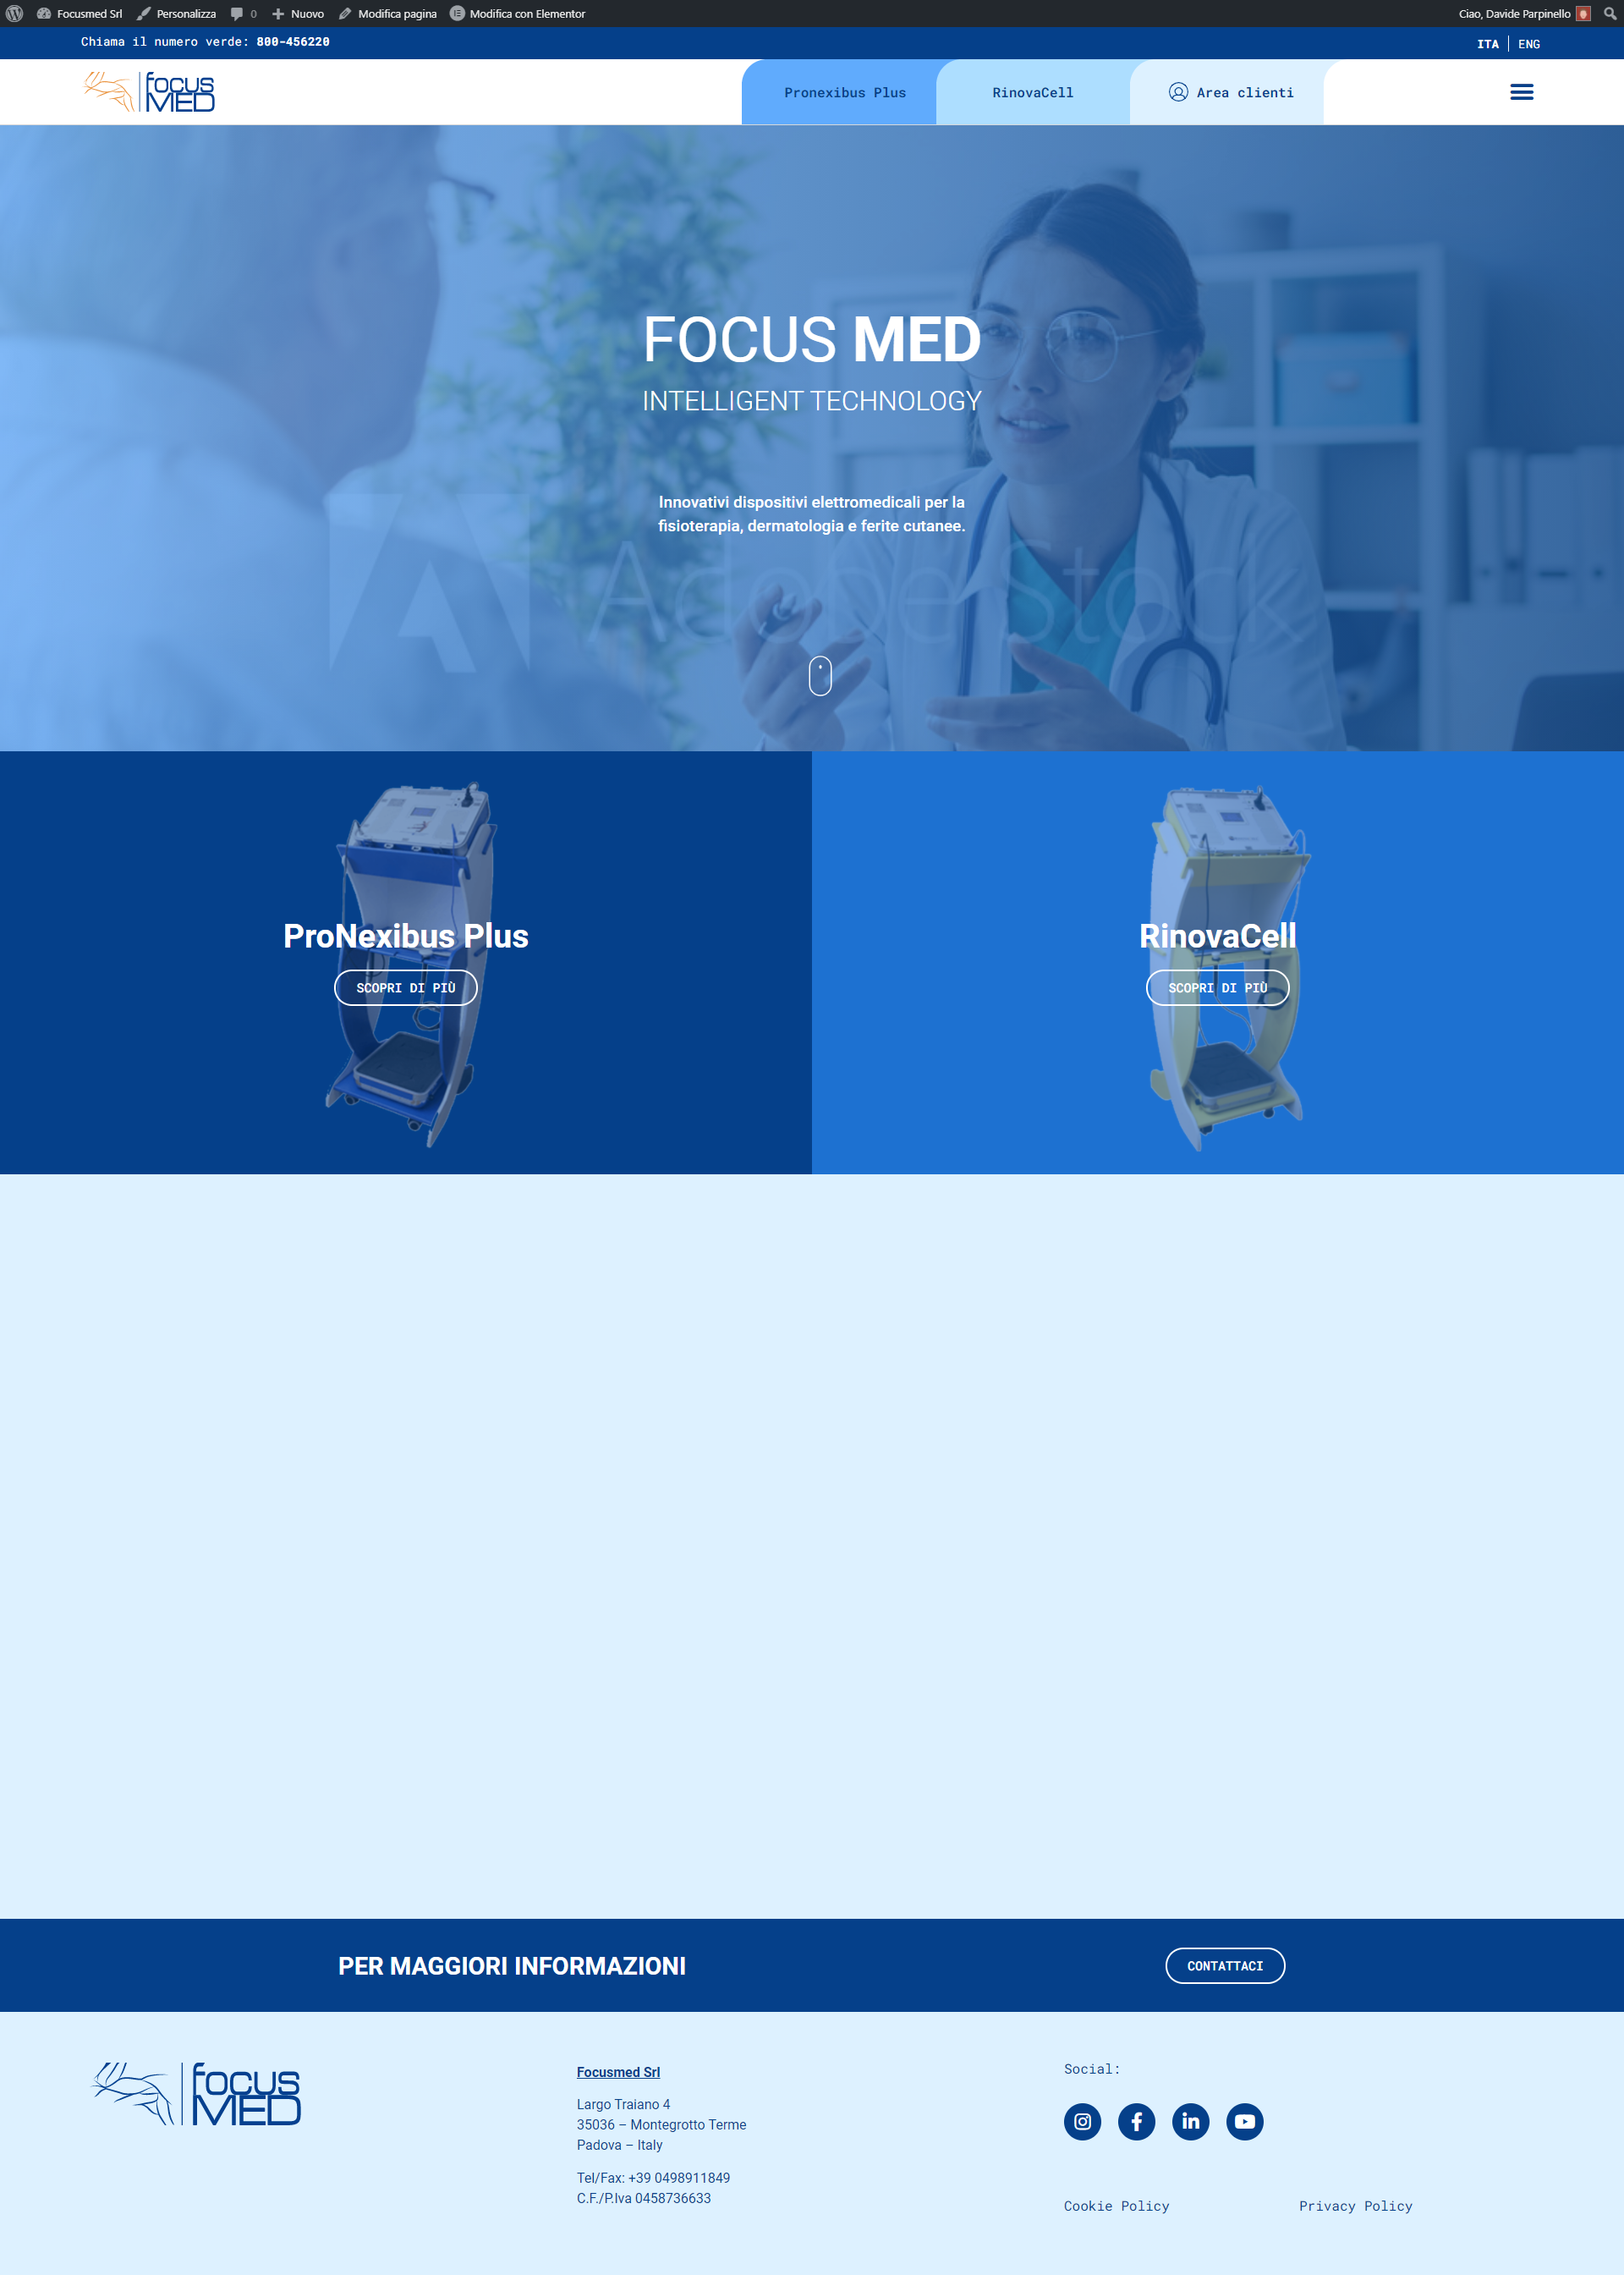 Focusmed Srl Personalizza 0 Nuovo Modifica pagina Modifica con Elementor Ciao, Davide Parpinello
Chiama il numero verde: 800-456220 ITA ENG
focus
MED
Pronexibus Plus RinovaCell Area clienti
FOCUS MED
INTELLIGENT TECHNOLOGY
Innovativi dispositivi elettromedicali per la
fisioterapia, dermatologia e ferite cutanee.
Adobe Stock
ProNexibus Plus
SCOPRI DI PIÙ
RinovaCell
SCOPRI DI PIÙ
PER MAGGIORI INFORMAZIONI
CONTATTACI
focus
MED
Focusmed Srl
Largo Traiano 4
35036 – Montegrotto Terme
Padova – Italy
Tel/Fax: +39 0498911849
C.F./P.Iva 0458736633
Social:
Cookie Policy Privacy Policy